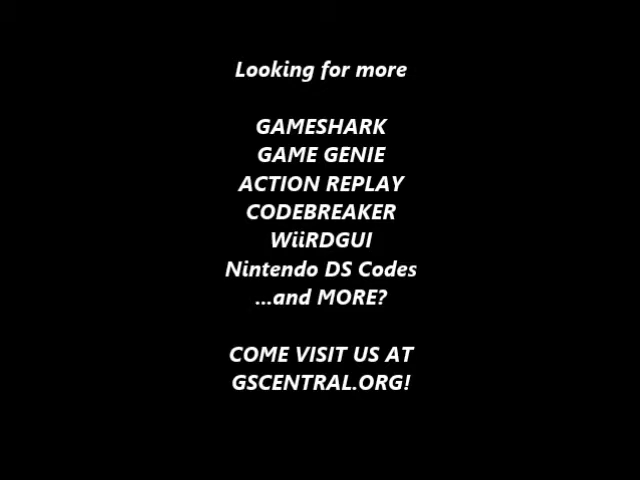 Looking for more
GAMESHARK
GAME GENIE
ACTION REPLAY
CODEBREAKER
WiiRDGUI
Nintendo DS Codes
...and MORE?
COME VISIT US AT
GSCENTRAL.ORG!